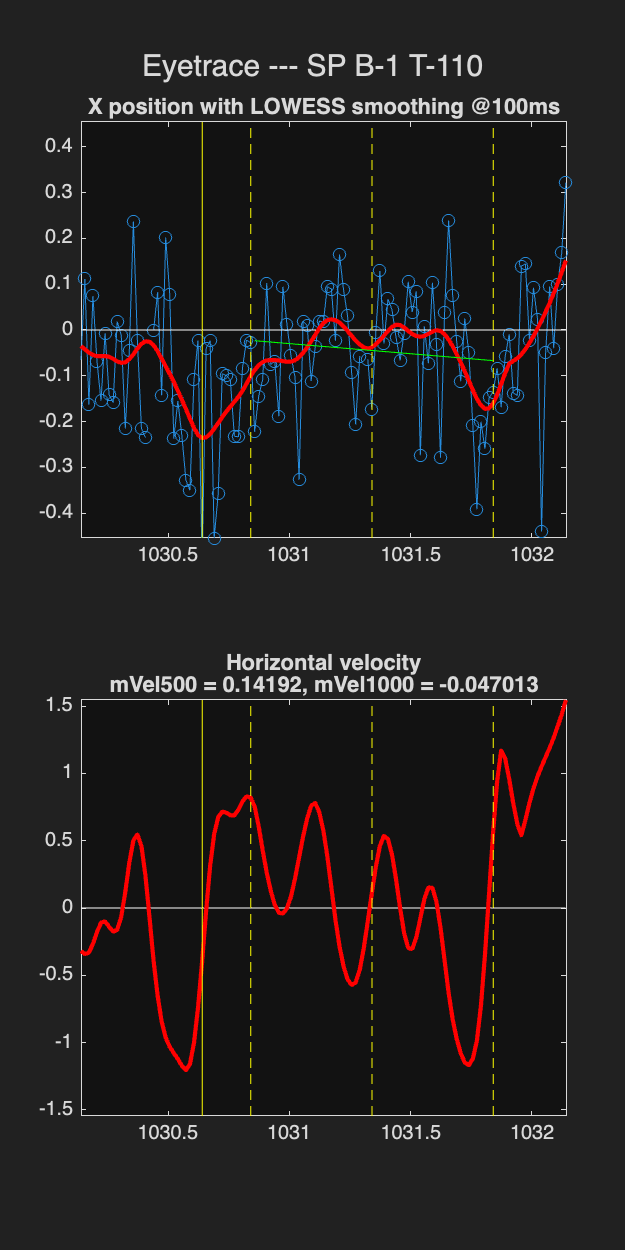 Eyetrace --- SP B-1 T-110
X position with LOWESS smoothing @100ms
0.4
0.3
0.2
0.1
0
-0.1
-0.2
-0.3
-0.4
1030.5 1031 1031.5 1032
Horizontal velocity
mVel500 = 0.14192, mVel1000 = -0.047013
1.5
1
0.5
0
-0.5
-1
-1.5
1030.5 1031 1031.5 1032